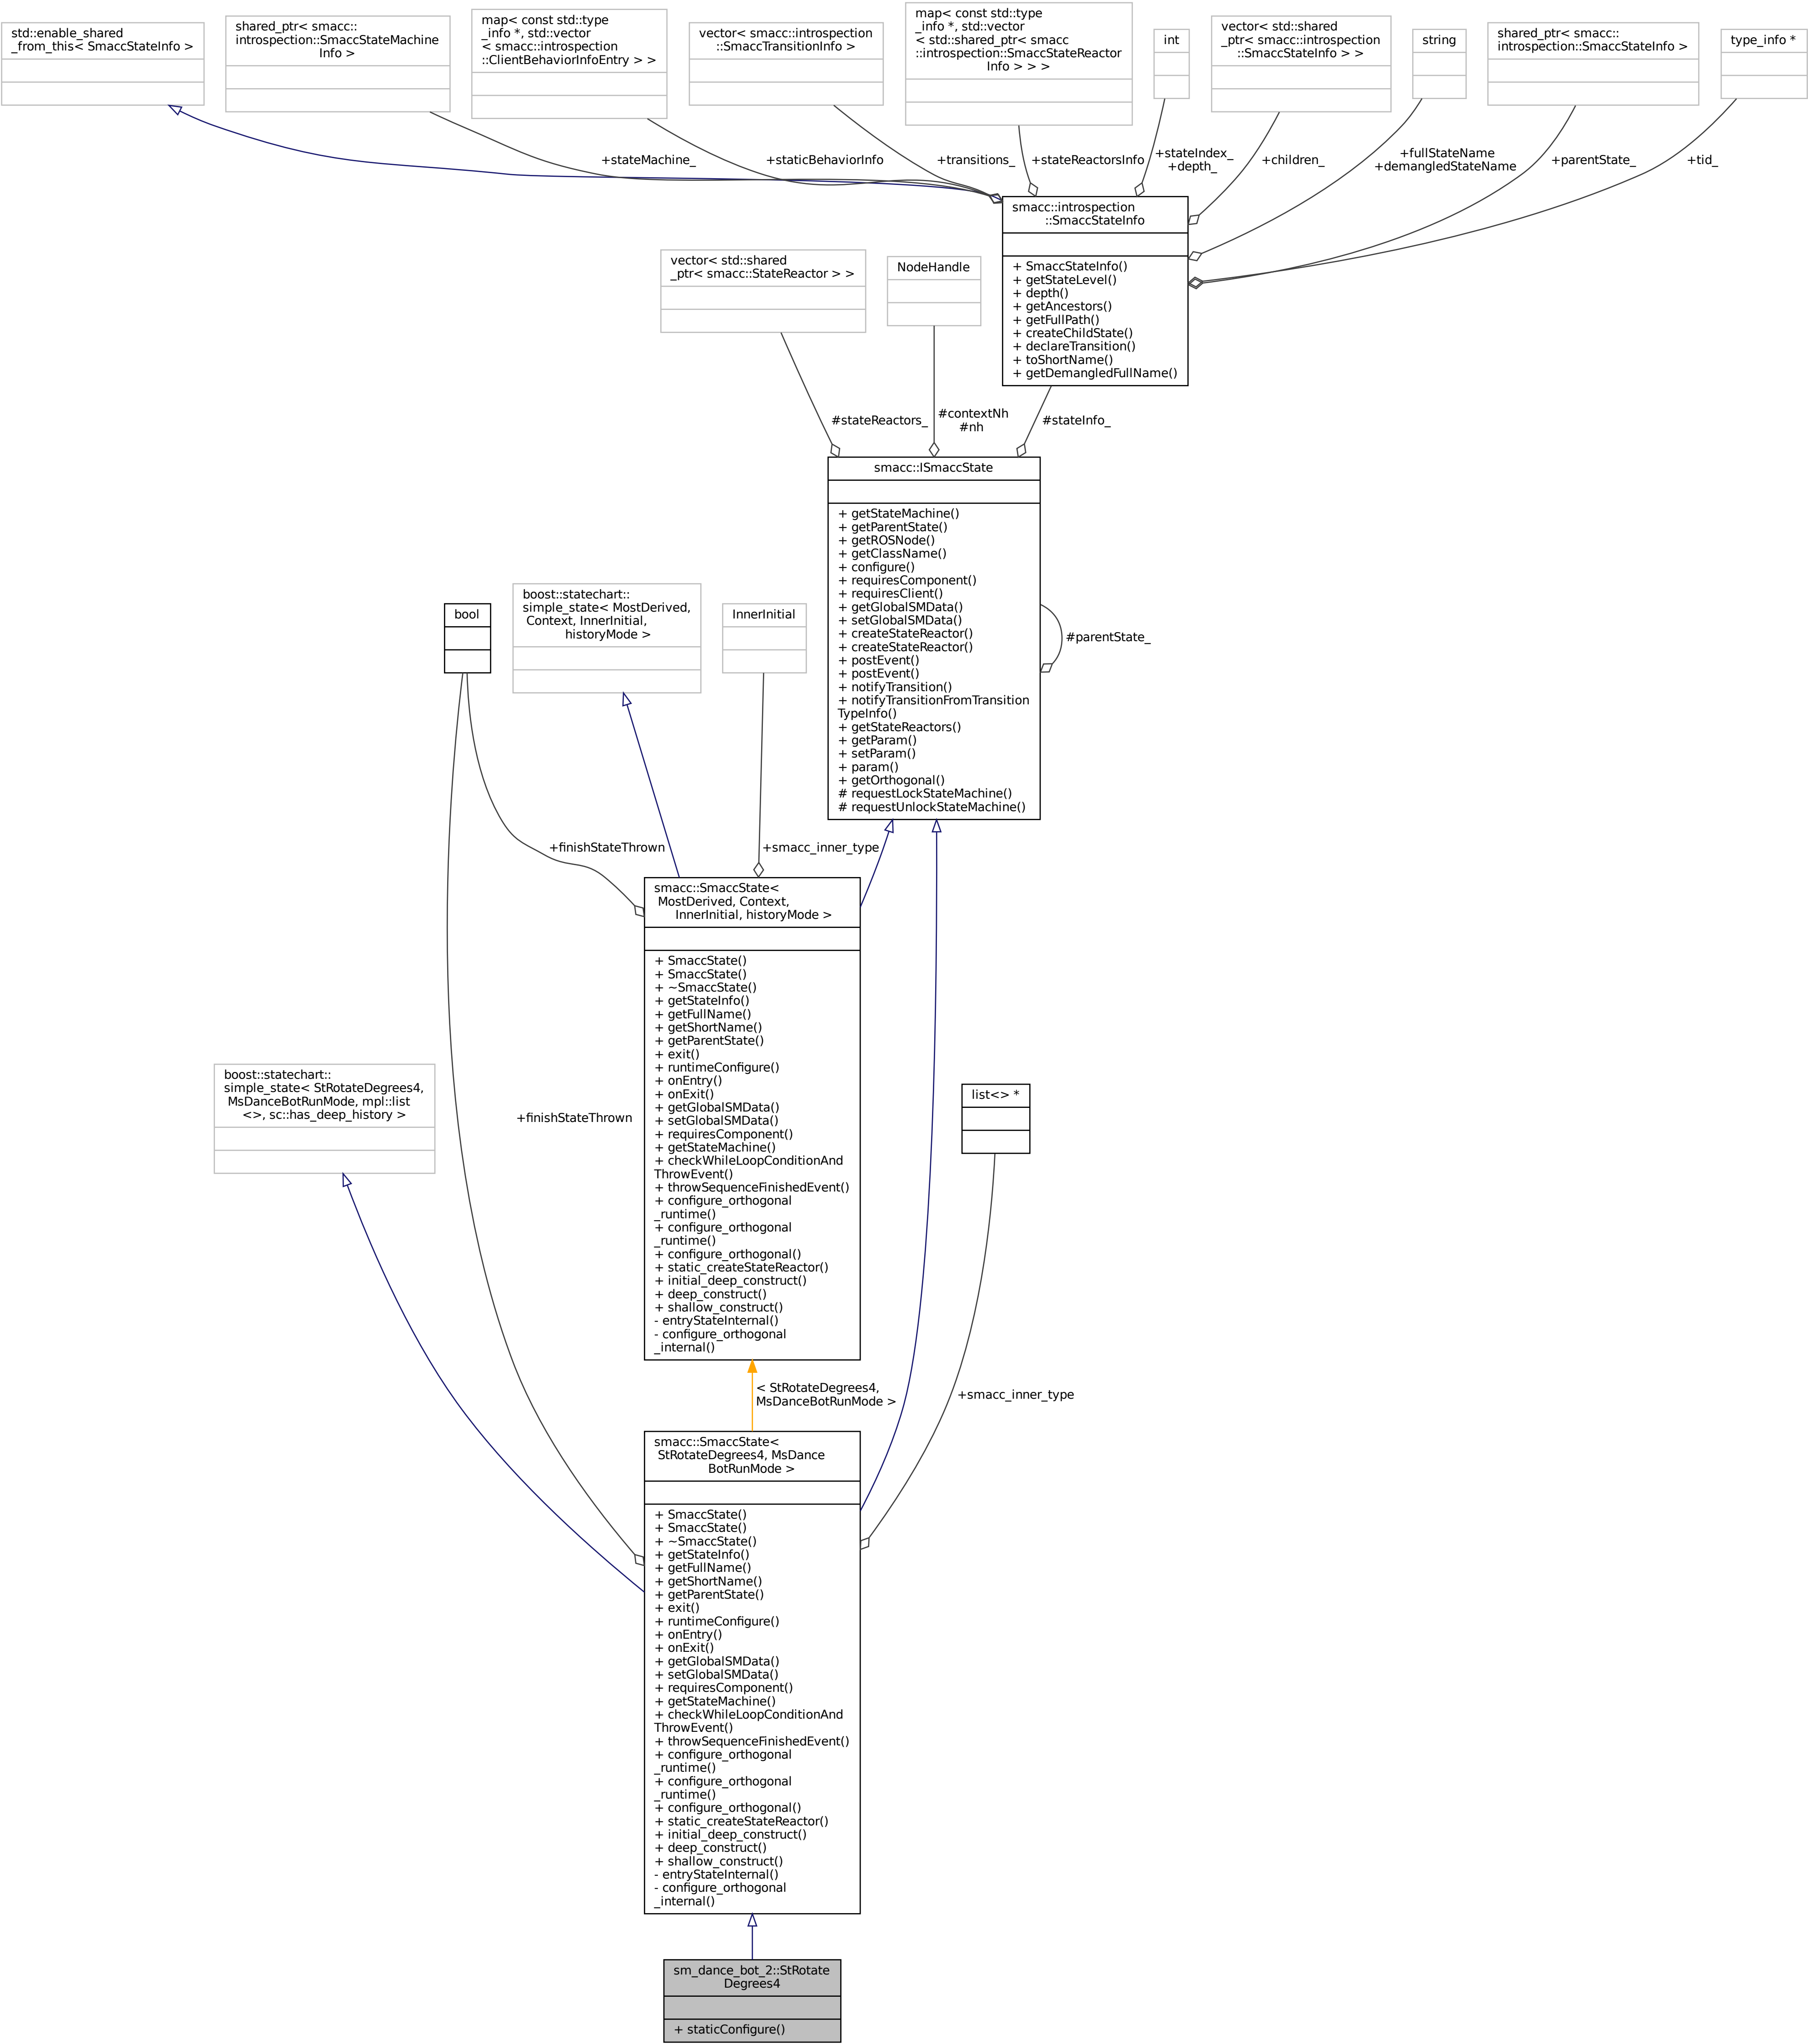 std::enable_shared
_from_this< SmaccStateInfo >
shared_ptr< smacc::
introspection::SmaccStateMachine
Info >
map< const std::type
_info *, std::vector
< smacc::introspection
::ClientBehaviorInfoEntry > >
vector< smacc::introspection
::SmaccTransitionInfo >
map< const std::type
_info *, std::vector
< std::shared_ptr< smacc
::introspection::SmaccStateReactor
Info > > >
int
vector< std::shared
_ptr< smacc::introspection
::SmaccStateInfo > >
string
shared_ptr< smacc::
introspection::SmaccStateInfo >
type_info *
+stateMachine_
+staticBehaviorInfo
+transitions_
+stateReactorsInfo
+stateIndex_
+depth_
+children_
+fullStateName
+demangledStateName
+parentState_
+tid_
smacc::introspection
::SmaccStateInfo
+ SmaccStateInfo()
+ getStateLevel()
+ depth()
+ getAncestors()
+ getFullPath()
+ createChildState()
+ declareTransition()
+ toShortName()
+ getDemangledFullName()
vector< std::shared
_ptr< smacc::StateReactor > >
NodeHandle
#stateReactors_
#contextNh
#nh
#stateInfo_
smacc::ISmaccState
+ getStateMachine()
+ getParentState()
+ getROSNode()
+ getClassName()
+ configure()
+ requiresComponent()
+ requiresClient()
+ getGlobalSMData()
+ setGlobalSMData()
+ createStateReactor()
+ createStateReactor()
+ postEvent()
+ postEvent()
+ notifyTransition()
+ notifyTransitionFromTransition
TypeInfo()
+ getStateReactors()
+ getParam()
+ setParam()
+ param()
+ getOrthogonal()
# requestLockStateMachine()
# requestUnlockStateMachine()
#parentState_
bool
boost::statechart::
simple_state< MostDerived,
Context, InnerInitial,
historyMode >
InnerInitial
+finishStateThrown
+smacc_inner_type
smacc::SmaccState<
MostDerived, Context,
InnerInitial, historyMode >
+ SmaccState()
+ SmaccState()
+ ~SmaccState()
+ getStateInfo()
+ getFullName()
+ getShortName()
+ getParentState()
+ exit()
+ runtimeConfigure()
+ onEntry()
+ onExit()
+ getGlobalSMData()
+ setGlobalSMData()
+ requiresComponent()
+ getStateMachine()
+ checkWhileLoopConditionAnd
ThrowEvent()
+ throwSequenceFinishedEvent()
+ configure_orthogonal
_runtime()
+ configure_orthogonal
_runtime()
+ configure_orthogonal()
+ static_createStateReactor()
+ initial_deep_construct()
+ deep_construct()
+ shallow_construct()
- entryStateInternal()
- configure_orthogonal
_internal()
boost::statechart::
simple_state< StRotateDegrees4,
MsDanceBotRunMode, mpl::list
<>, sc::has_deep_history >
+finishStateThrown
list<> *
< StRotateDegrees4,
MsDanceBotRunMode >
+smacc_inner_type
smacc::SmaccState<
StRotateDegrees4, MsDance
BotRunMode >
+ SmaccState()
+ SmaccState()
+ ~SmaccState()
+ getStateInfo()
+ getFullName()
+ getShortName()
+ getParentState()
+ exit()
+ runtimeConfigure()
+ onEntry()
+ onExit()
+ getGlobalSMData()
+ setGlobalSMData()
+ requiresComponent()
+ getStateMachine()
+ checkWhileLoopConditionAnd
ThrowEvent()
+ throwSequenceFinishedEvent()
+ configure_orthogonal
_runtime()
+ configure_orthogonal
_runtime()
+ configure_orthogonal()
+ static_createStateReactor()
+ initial_deep_construct()
+ deep_construct()
+ shallow_construct()
- entryStateInternal()
- configure_orthogonal
_internal()
sm_dance_bot_2::StRotate
Degrees4
+ staticConfigure()